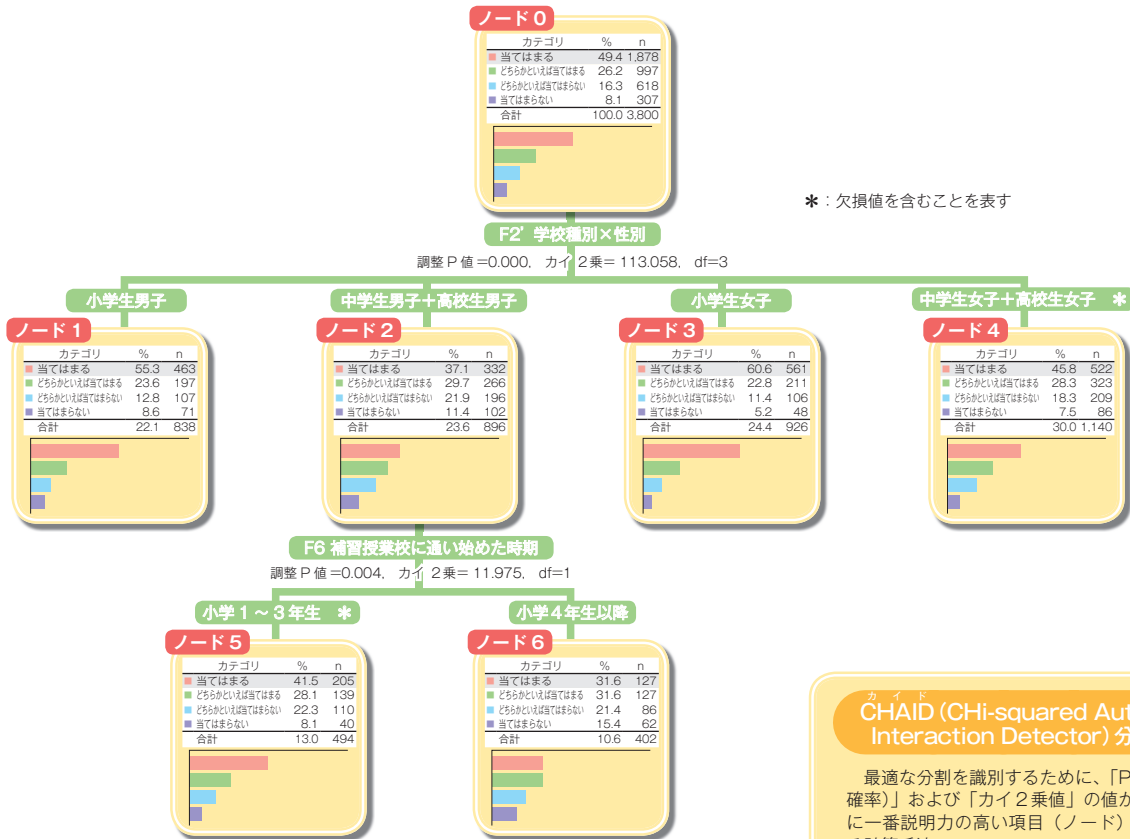 ノード 0
カテゴリ % n
当てはまる 49.4 1,878
どちらかといえば当てはまる 26.2 997
どちらかといえば当てはまらない 16.3 618
当てはまらない 8.1 307
合計 100.0 3,800
＊：欠損値を含むことを表す
F2’ 学校種別×性別
調整 P 値 =0.000, カイ 2乗= 113.058, df=3
小学生男子
中学生男子＋高校生男子
小学生女子
中学生女子＋高校生女子 ＊
ノード 1
カテゴリ % n
当てはまる 55.3 463
どちらかといえば当てはまる 23.6 197
どちらかといえば当てはまらない 12.8 107
当てはまらない 8.6 71
合計 22.1 838
ノード 2
カテゴリ % n
当てはまる 37.1 332
どちらかといえば当てはまる 29.7 266
どちらかといえば当てはまらない 21.9 196
当てはまらない 11.4 102
合計 23.6 896
ノード 3
カテゴリ % n
当てはまる 60.6 561
どちらかといえば当てはまる 22.8 211
どちらかといえば当てはまらない 11.4 106
当てはまらない 5.2 48
合計 24.4 926
ノード 4
カテゴリ % n
当てはまる 45.8 522
どちらかといえば当てはまる 28.3 323
どちらかといえば当てはまらない 18.3 209
当てはまらない 7.5 86
合計 30.0 1,140
F6 補習授業校に通い始めた時期
調整 P 値 =0.004, カイ 2乗= 11.975, df=1
小学 1 〜 3 年生 ＊
小学 4 年生以降
ノード 5
カテゴリ % n
当てはまる 41.5 205
どちらかといえば当てはまる 28.1 139
どちらかといえば当てはまらない 22.3 110
当てはまらない 8.1 40
合計 13.0 494
ノード 6
カテゴリ % n
当てはまる 31.6 127
どちらかといえば当てはまる 31.6 127
どちらかといえば当てはまらない 21.4 86
当てはまらない 15.4 62
合計 10.6 402
カイド
CHAID（CHi-squared Aut
Interaction Detector）分
最適な分割を識別するために、「P
確率）」および「カイ２乗値」の値か
に一番説明力の高い項目（ノード）